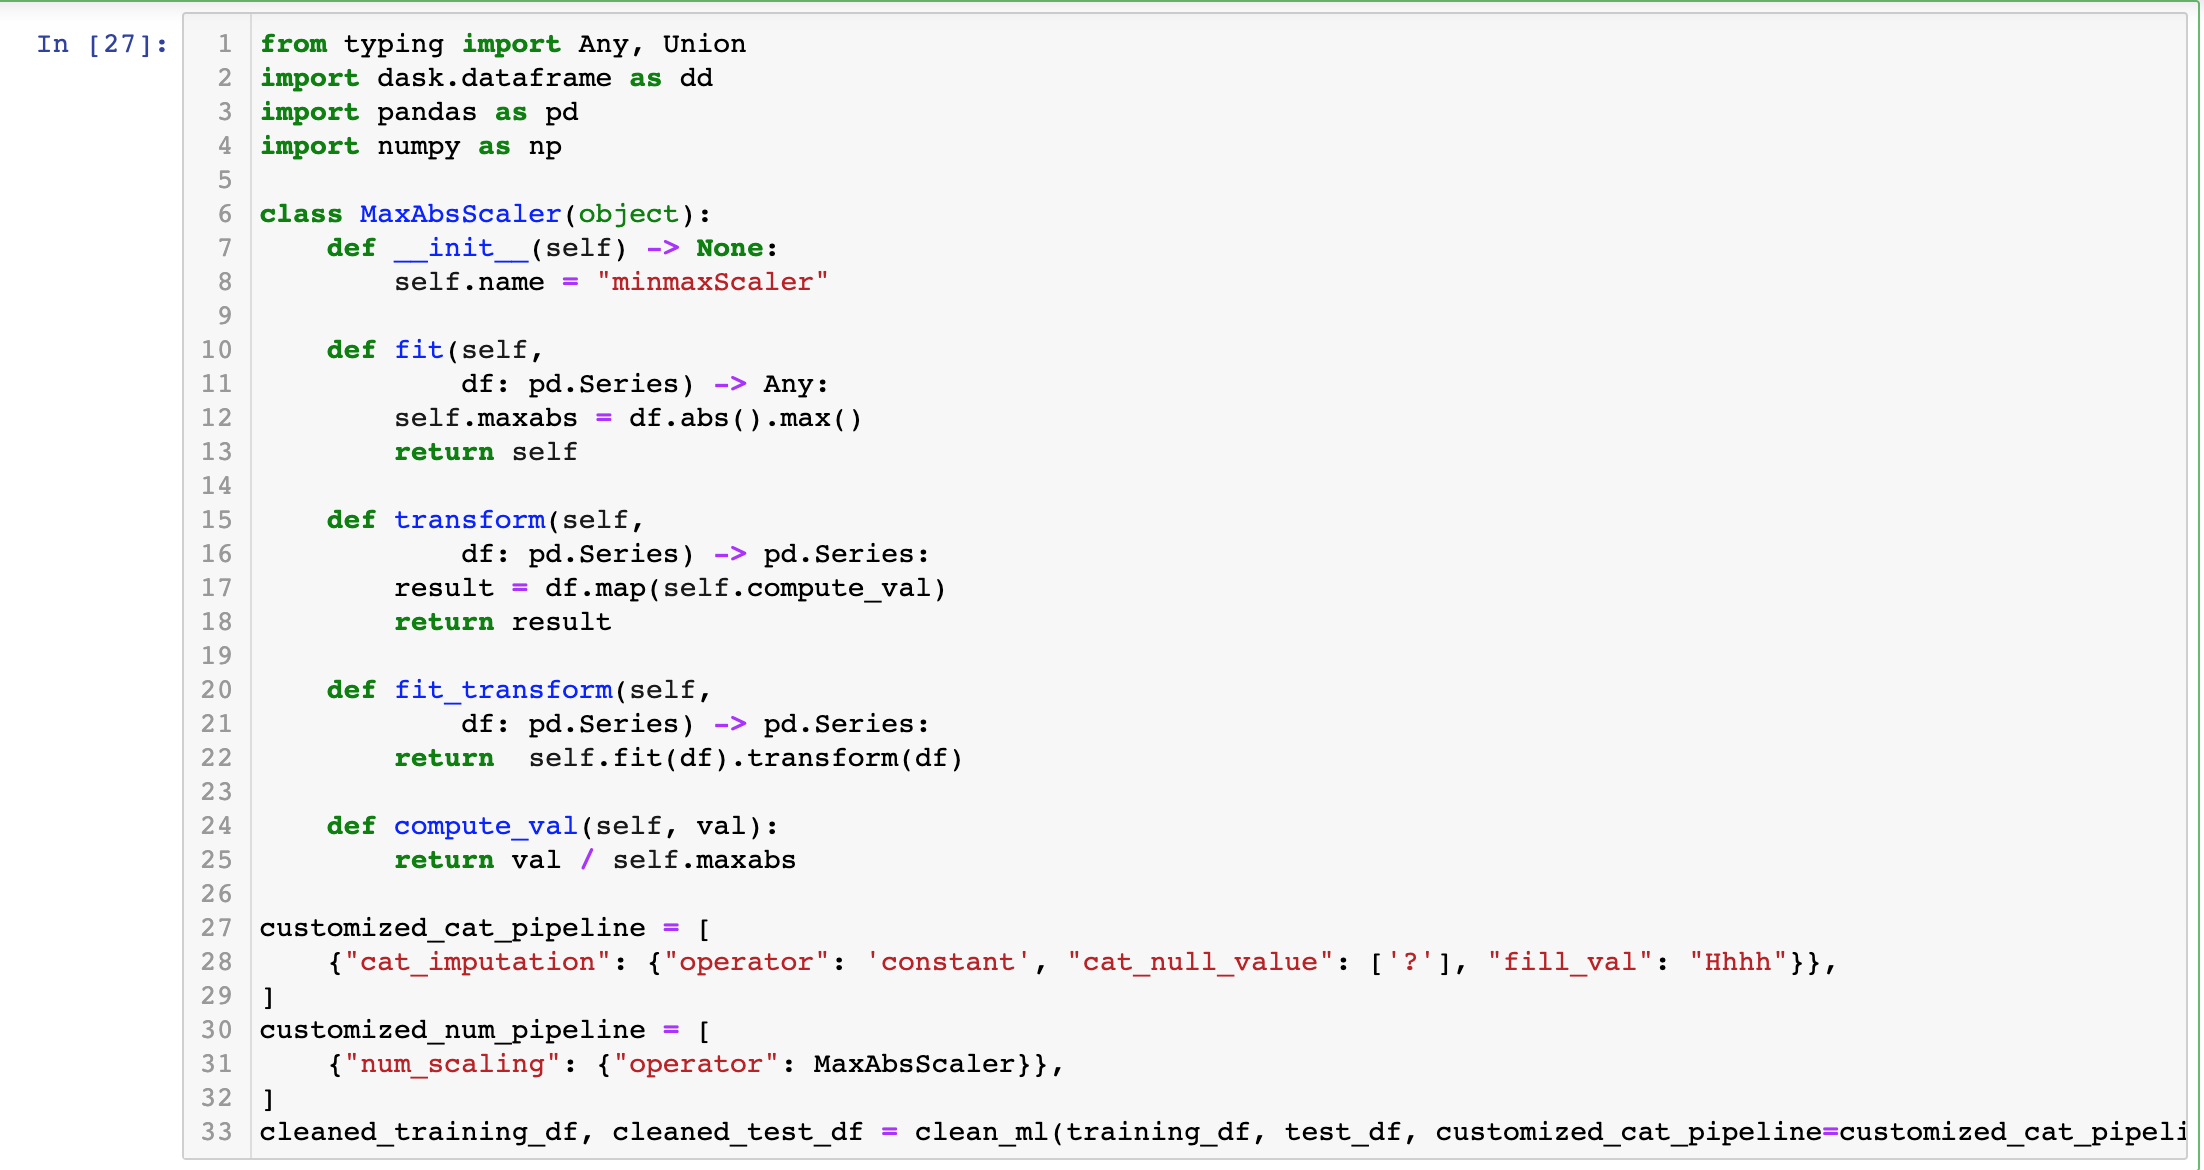 In [27]:
1 from typing import Any, Union
2 import dask.dataframe as dd
3 import pandas as pd
4 import numpy as np
5
6 class MaxAbsScaler(object):
7     def __init__(self) -> None:
8         self.name = "minmaxScaler"
9
10     def fit(self,
11             df: pd.Series) -> Any:
12         self.maxabs = df.abs().max()
13         return self
14
15     def transform(self,
16             df: pd.Series) -> pd.Series:
17         result = df.map(self.compute_val)
18         return result
19
20     def fit_transform(self,
21             df: pd.Series) -> pd.Series:
22         return  self.fit(df).transform(df)
23
24     def compute_val(self, val):
25         return val / self.maxabs
26
27 customized_cat_pipeline = [
28     {"cat_imputation": {"operator": 'constant', "cat_null_value": ['?'], "fill_val": "Hhhh"}},
29 ]
30 customized_num_pipeline = [
31     {"num_scaling": {"operator": MaxAbsScaler}},
32 ]
33 cleaned_training_df, cleaned_test_df = clean_ml(training_df, test_df, customized_cat_pipeline=customized_cat_pipeli